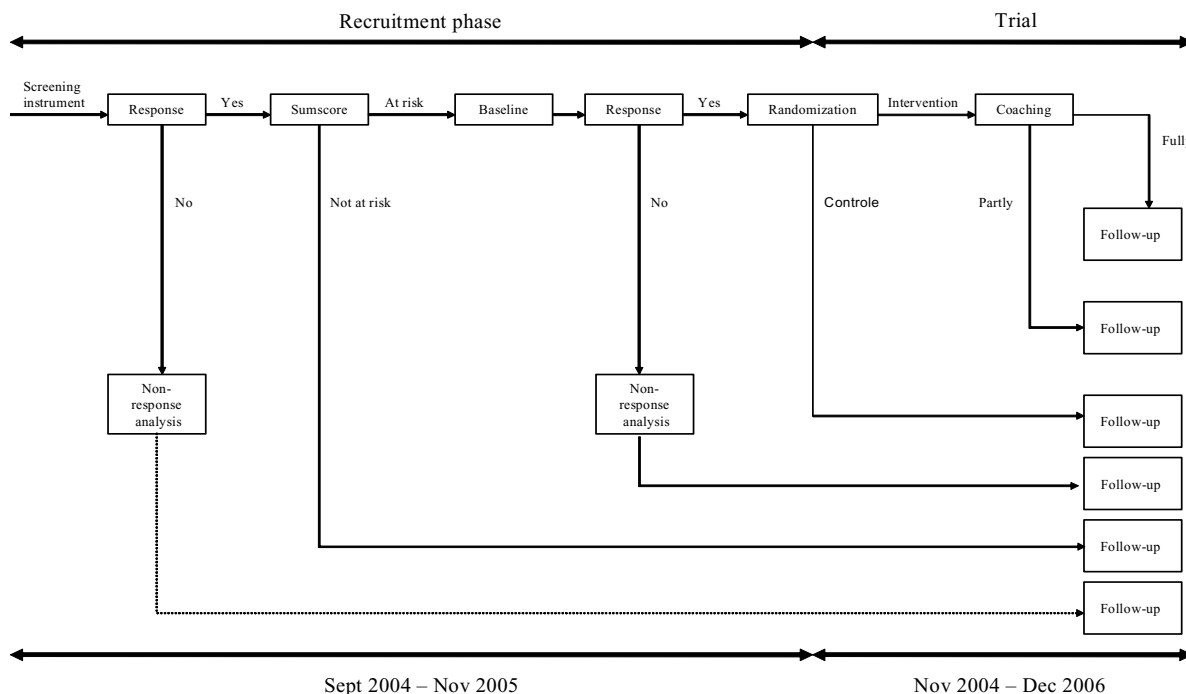 Recruitment phase
Trial
Screening
instrument
Response
Yes
Sumscore
At risk
Baseline
Response
Yes
Randomization
Intervention
Coaching
Fully
No
Not at risk
No
Controle
Partly
Follow-up
Follow-up
Non-
response
analysis
Non-
response
analysis
Follow-up
Follow-up
Follow-up
Follow-up
Sept 2004 – Nov 2005
Nov 2004 – Dec 2006